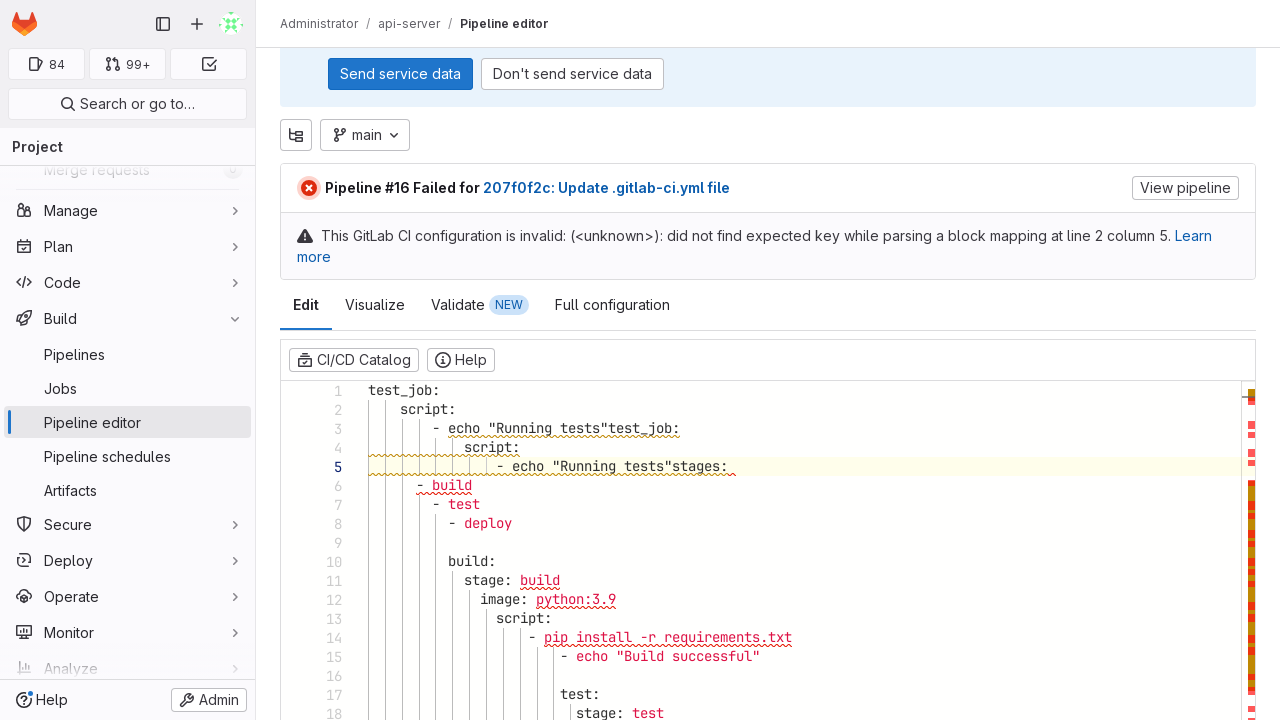 Administrator / api-server / Pipeline editor
84
99+
Search or go to…
Project
Merge requests
Manage
Plan
Code
Build
Pipelines
Jobs
Pipeline editor
Pipeline schedules
Artifacts
Secure
Deploy
Operate
Monitor
Analyze
Help
Admin
Send service data
Don't send service data
main
Pipeline #16 Failed for 207f0f2c: Update .gitlab-ci.yml file
View pipeline
This GitLab CI configuration is invalid: (<unknown>): did not find expected key while parsing a block mapping at line 2 column 5. Learn
more
Edit
Visualize
Validate NEW
Full configuration
CI/CD Catalog
Help
1 test_job:
2 script:
3 - echo "Running tests"test_job:
4 script:
5 - echo "Running tests"stages:
6 - build
7 - test
8 - deploy
9
10 build:
11 stage: build
12 image: python:3.9
13 script:
14 - pip install -r requirements.txt
15 - echo "Build successful"
16
17 test:
18 stage: test